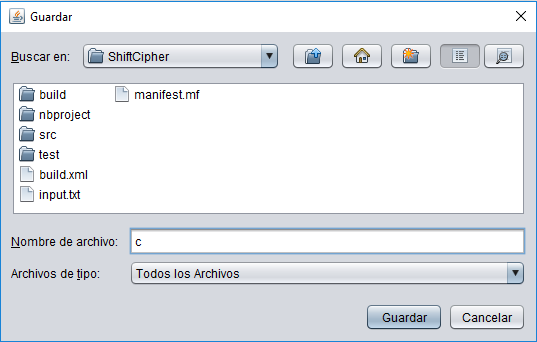 Guardar
Buscar en: ShiftCipher
build manifest.mf
nbproject
src
test
build.xml
input.txt
Nombre de archivo: c
Archivos de tipo: Todos los Archivos
Guardar Cancelar